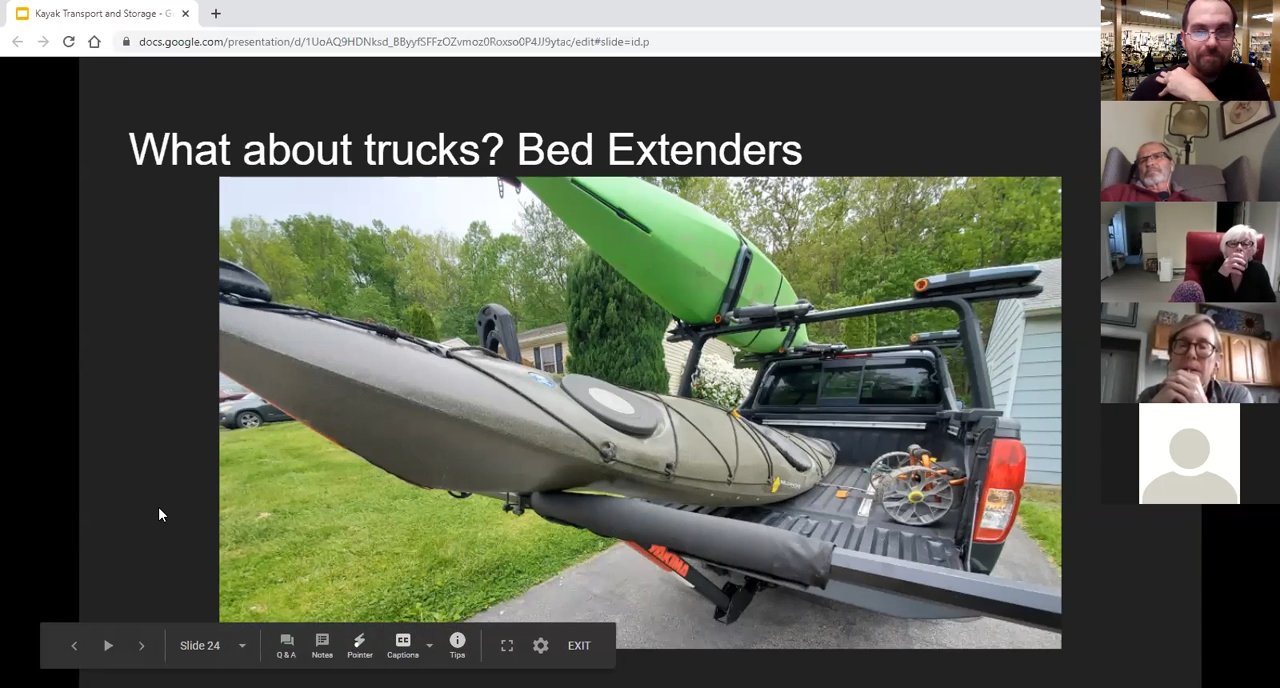 Kayak Transport and Storage - G
docs.google.com/presentation/d/1UoAQ9HDNksd_BByyfSFFzOZvmoz0Roxso0P4JJ9ytac/edit#slide=id.p
What about trucks? Bed Extenders
YAKIMA
Slide 24
Q & A
Notes
Pointer
Captions
Tips
EXIT